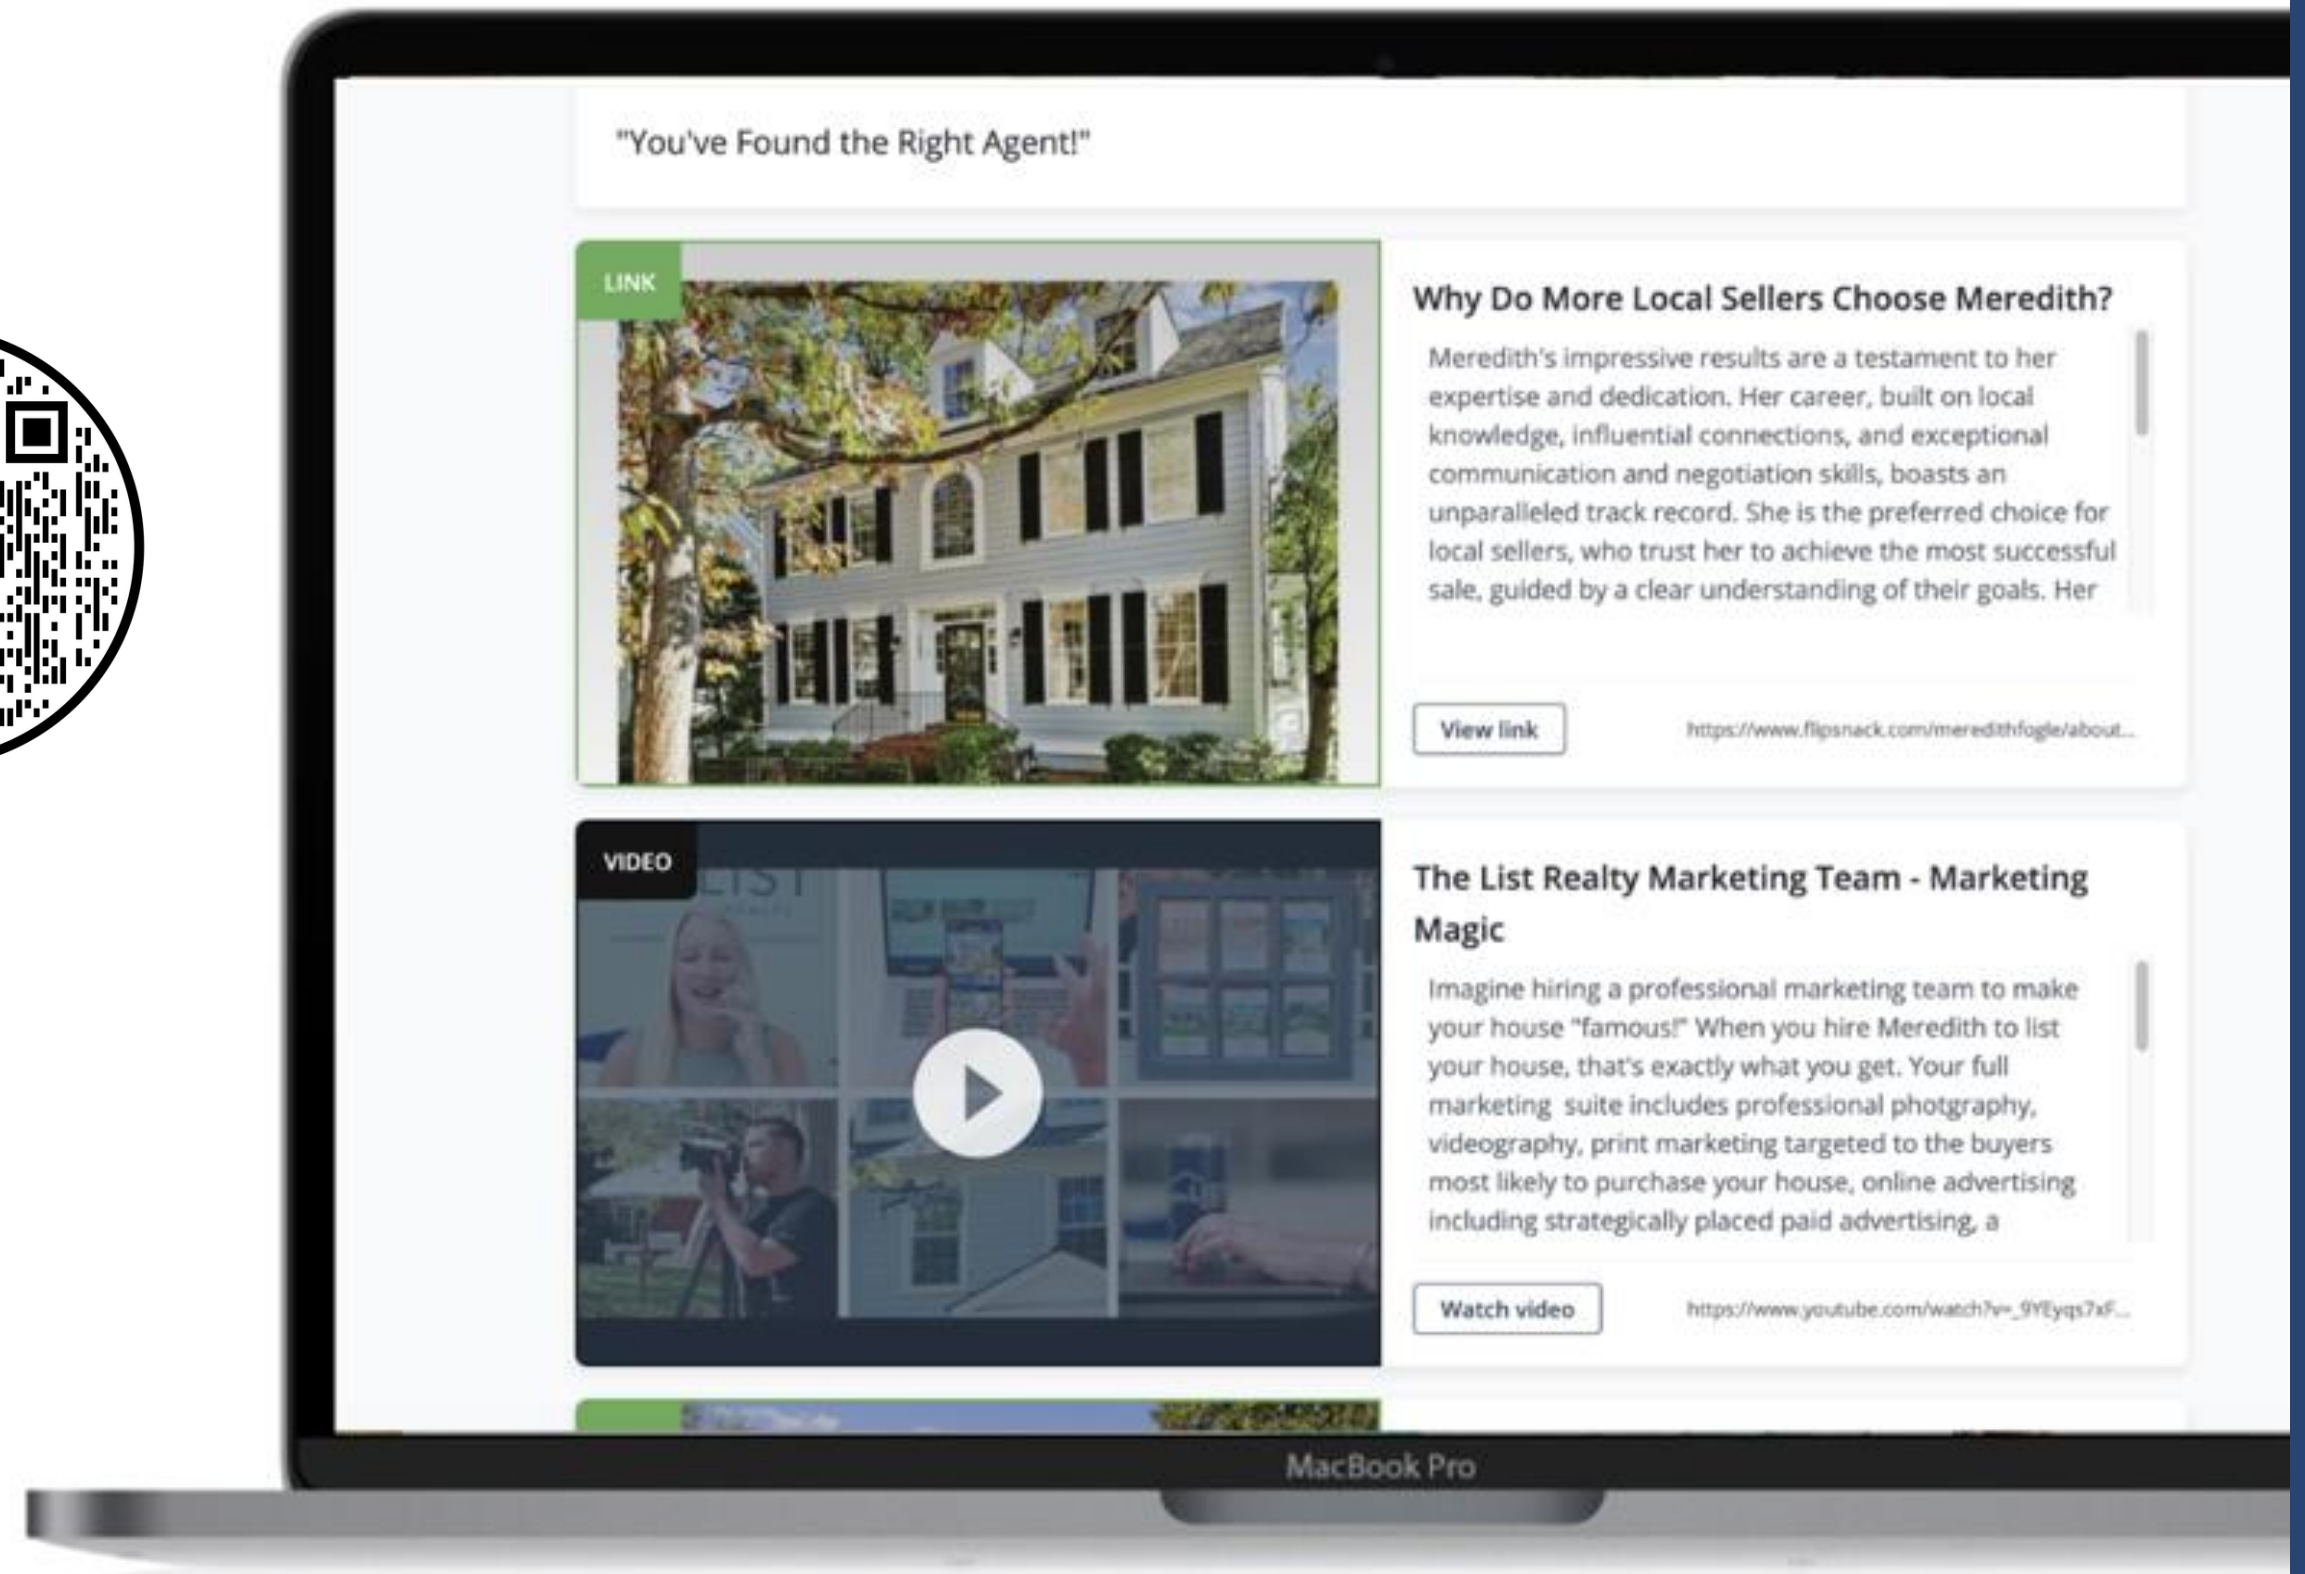 "You've Found the Right Agent!"
LINK
Why Do More Local Sellers Choose Meredith?
Meredith's impressive results are a testament to her
expertise and dedication. Her career, built on local
knowledge, influential connections, and exceptional
communication and negotiation skills, boasts an
unparalleled track record. She is the preferred choice for
local sellers, who trust her to achieve the most successful
sale, guided by a clear understanding of their goals. Her
View link
https://www.flipsnack.com/meredithfogle/about...
VIDEO
LIST
The List Realty Marketing Team - Marketing
Magic
Imagine hiring a professional marketing team to make
your house "famous!" When you hire Meredith to list
your house, that's exactly what you get. Your full
marketing suite includes professional photgraphy,
videography, print marketing targeted to the buyers
most likely to purchase your house, online advertising
including strategically placed paid advertising, a
Watch video
https://www.youtube.com/watch?v=_9YEyqs7xF...
MacBook Pro